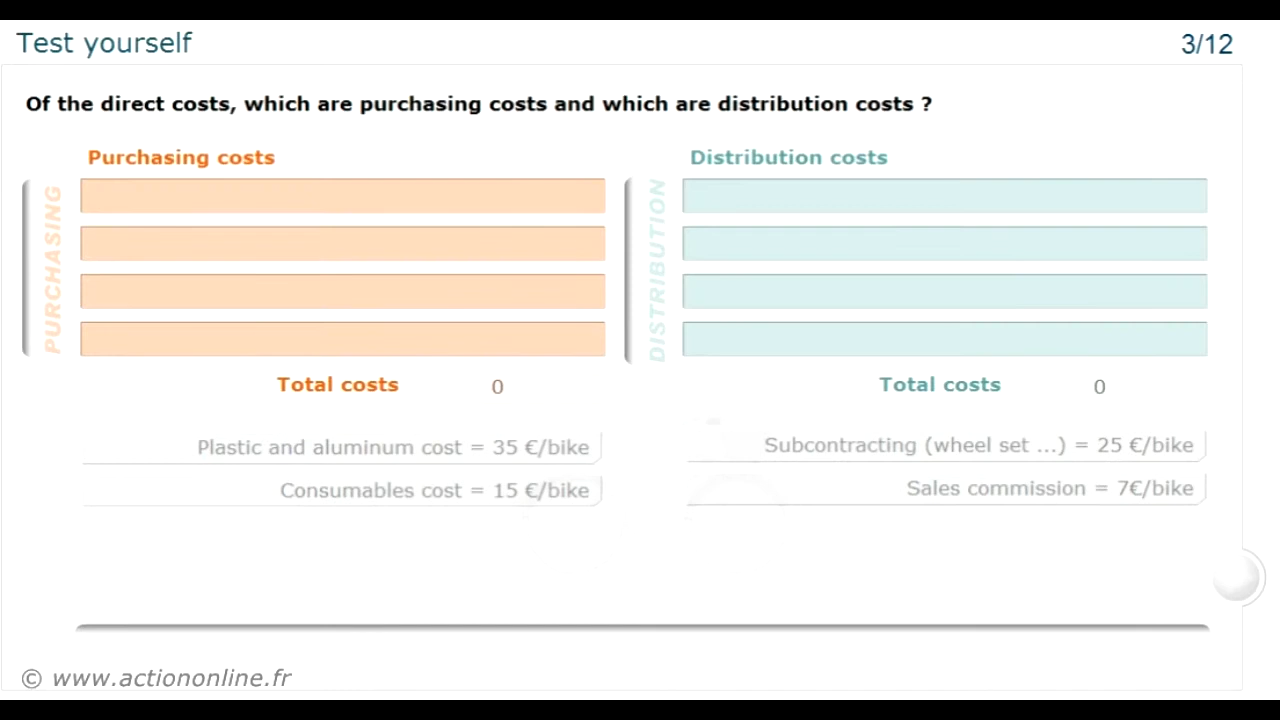 Test yourself
3/12
Of the direct costs, which are purchasing costs and which are distribution costs ?
Purchasing costs
Distribution costs
PURCHASING
DISTRIBUTION
Total costs 0
Total costs 0
Plastic and aluminum cost = 35 €/bike
Subcontracting (wheel set ...) = 25 €/bike
Consumables cost = 15 €/bike
Sales commission = 7€/bike
© www.actiononline.fr